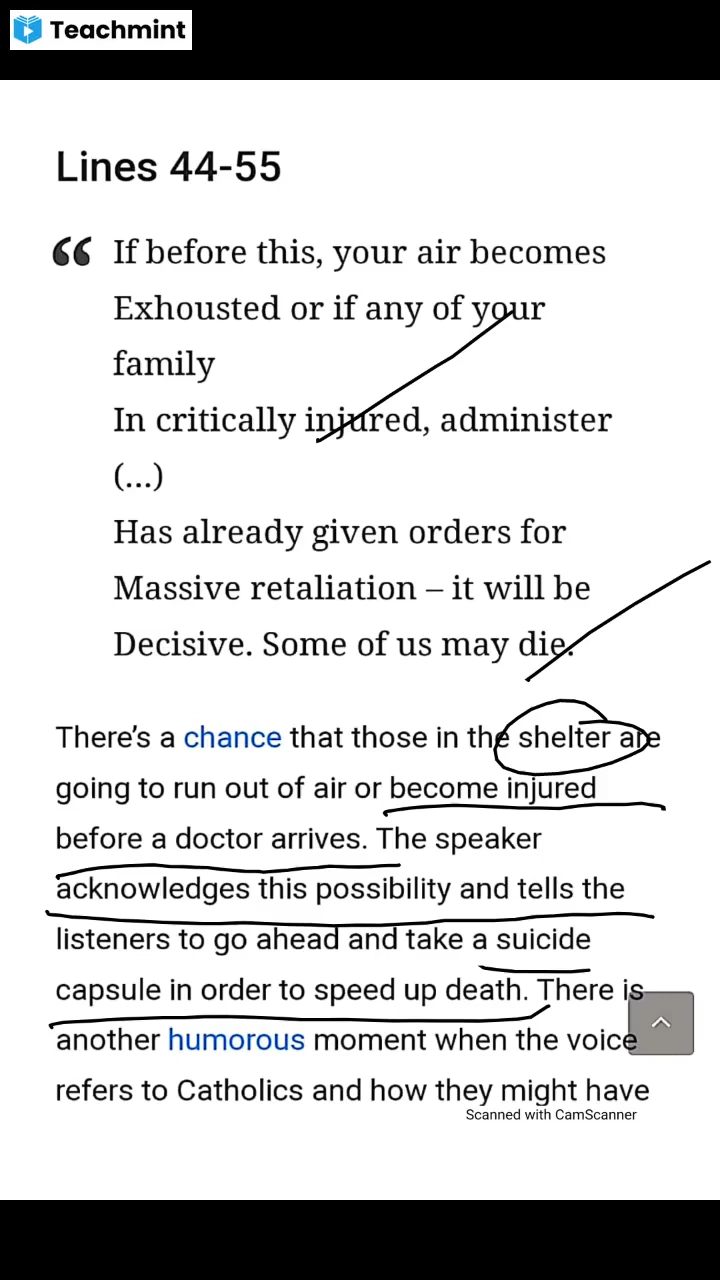 Teachmint
Lines 44-55
“ If before this, your air becomes
Exhousted or if any of your
family
In critically injured, administer
(...)
Has already given orders for
Massive retaliation – it will be
Decisive. Some of us may die.
There’s a chance that those in the shelter are
going to run out of air or become injured
before a doctor arrives. The speaker
acknowledges this possibility and tells the
listeners to go ahead and take a suicide
capsule in order to speed up death. There is
another humorous moment when the voice
refers to Catholics and how they might have
Scanned with CamScanner